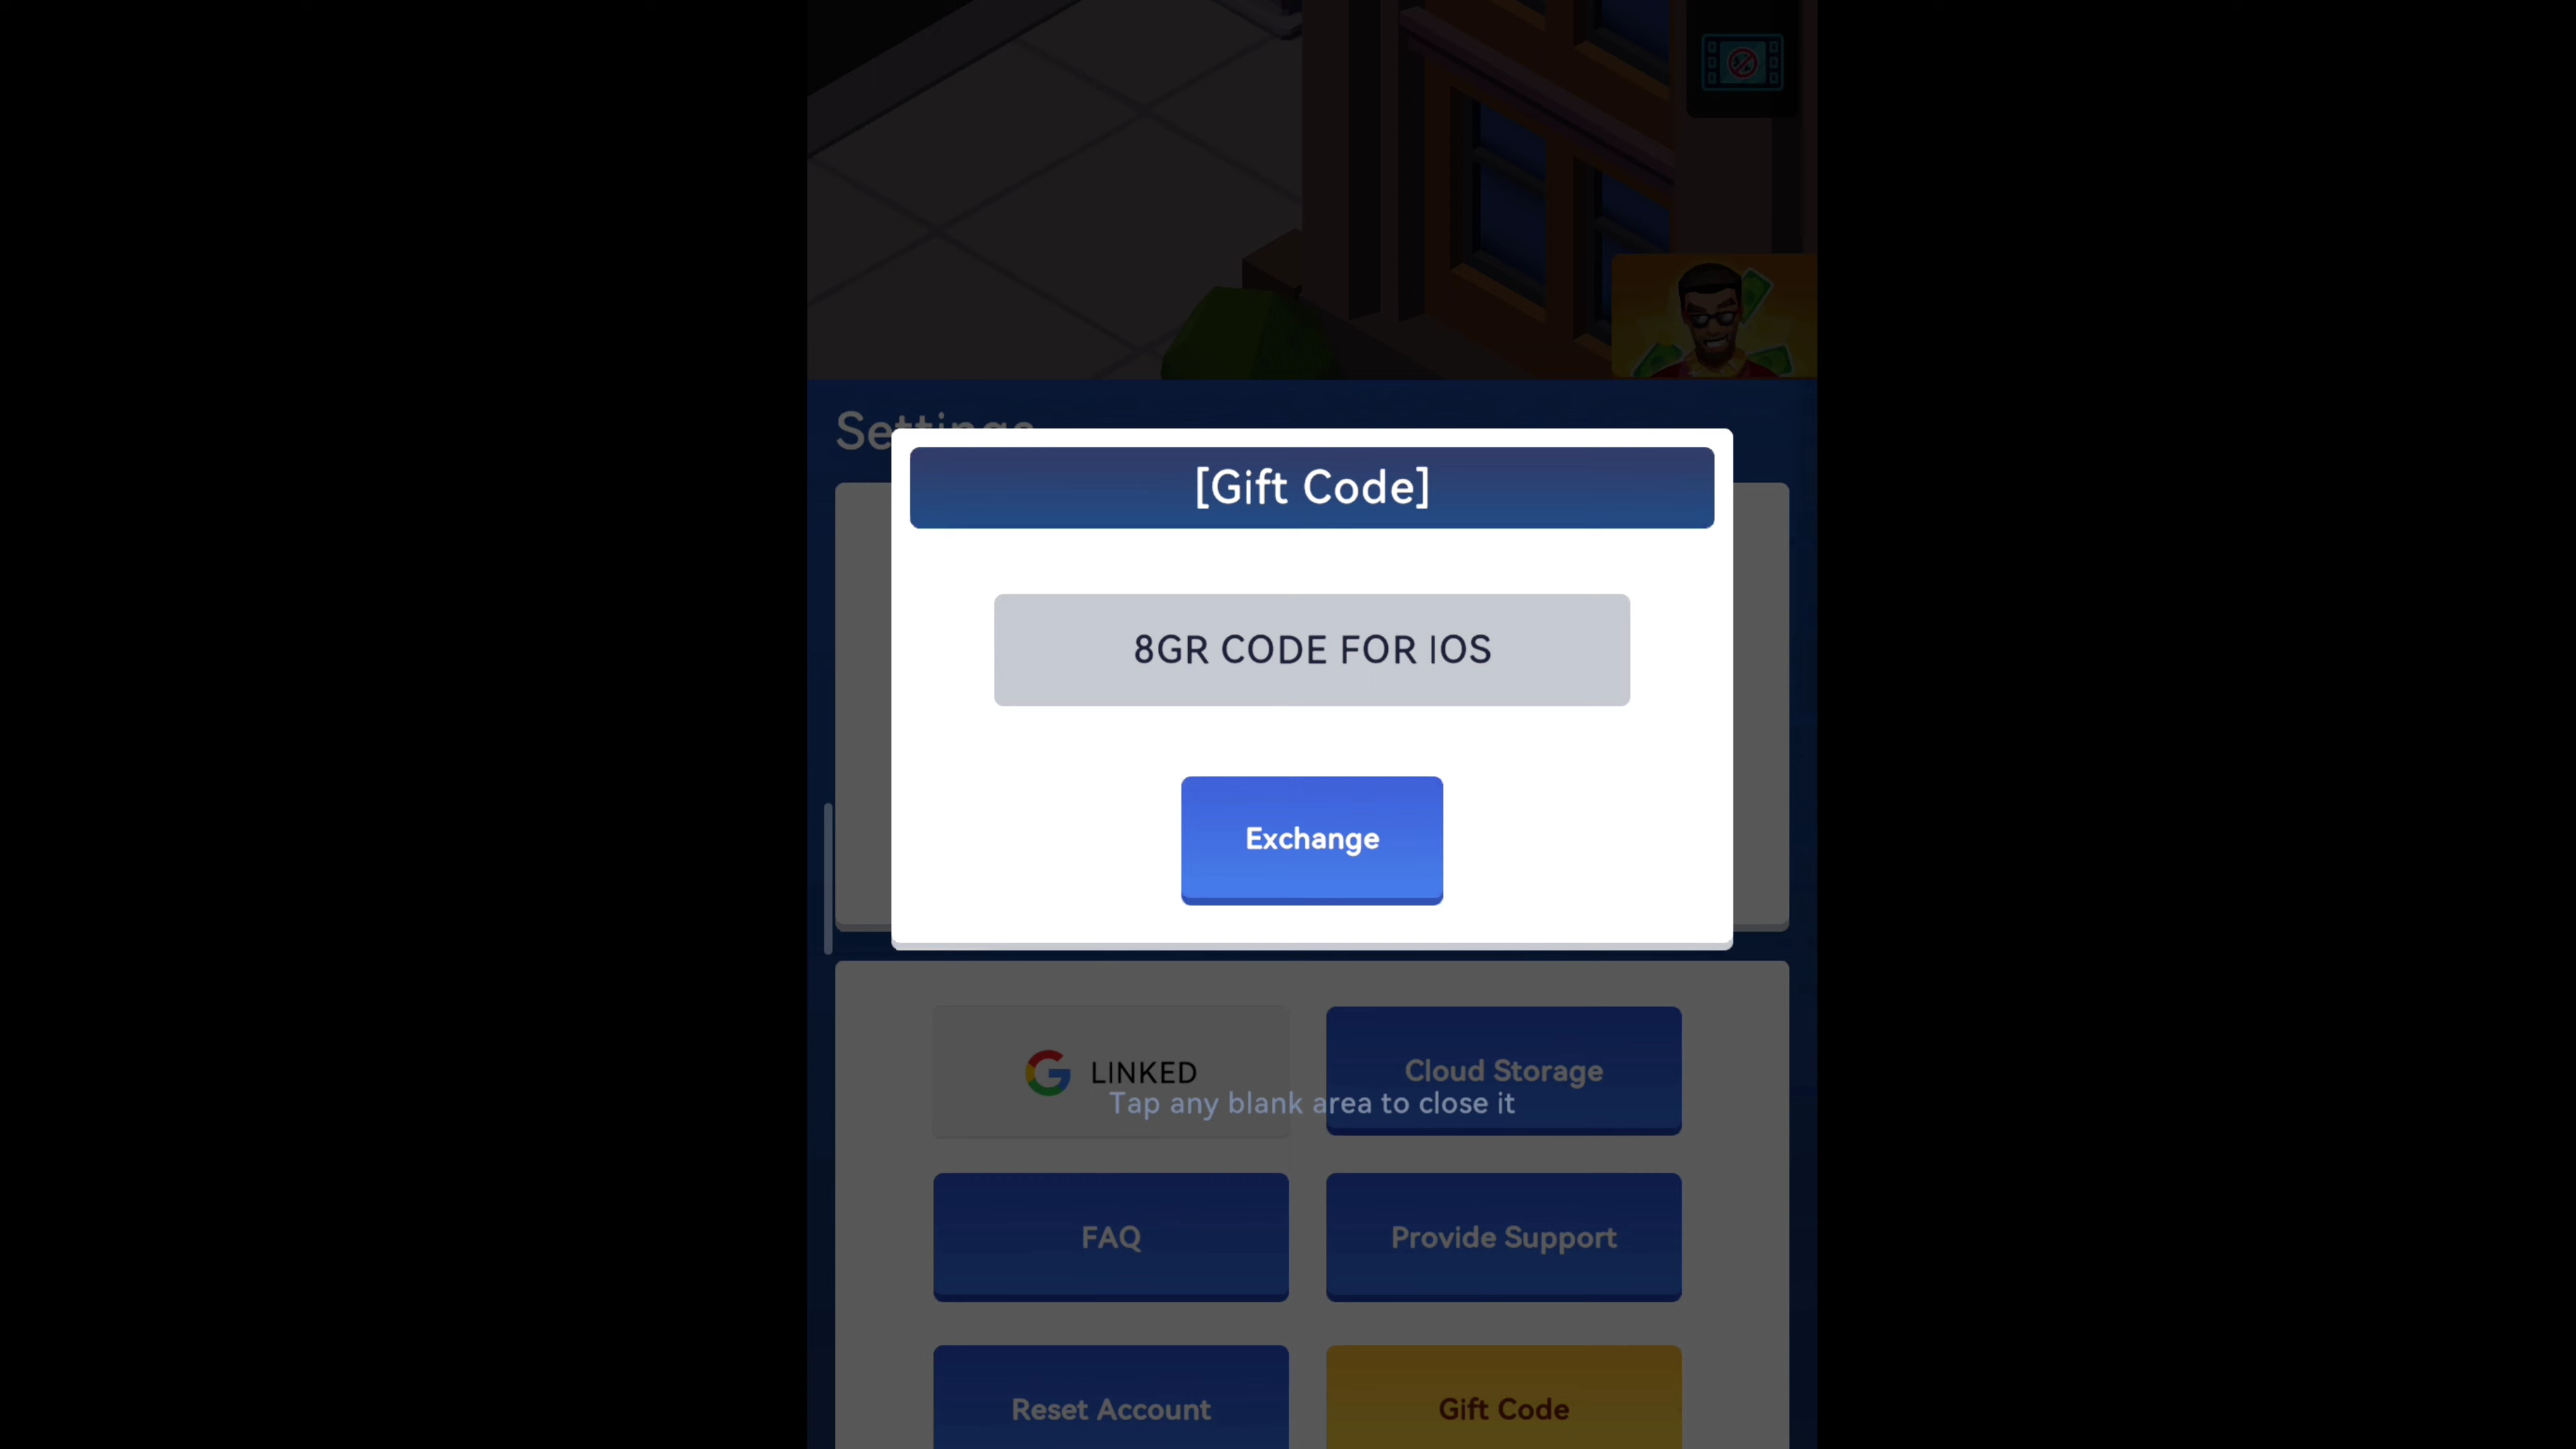 Settings
[Gift Code]
8GR CODE FOR IOS
Exchange
LINKED
Cloud Storage
Tap any blank area to close it
FAQ
Provide Support
Reset Account
Gift Code